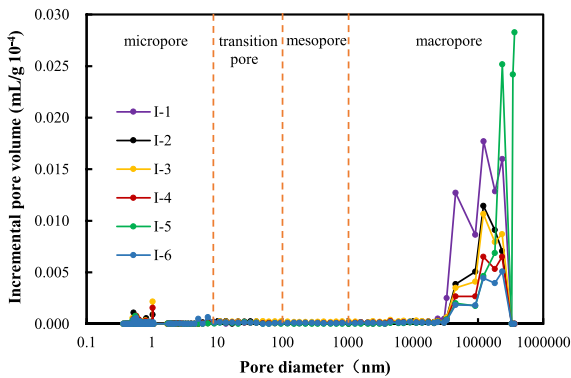 0.030
0.025
0.020
0.015
0.010
0.005
0.000
Incremental pore volume (mL/g 10⁻⁴)
micropore
transition
pore
mesopore
macropore
I-1
I-2
I-3
I-4
I-5
I-6
0.1
1
10
100
1000
10000
100000
1000000
Pore diameter（nm）